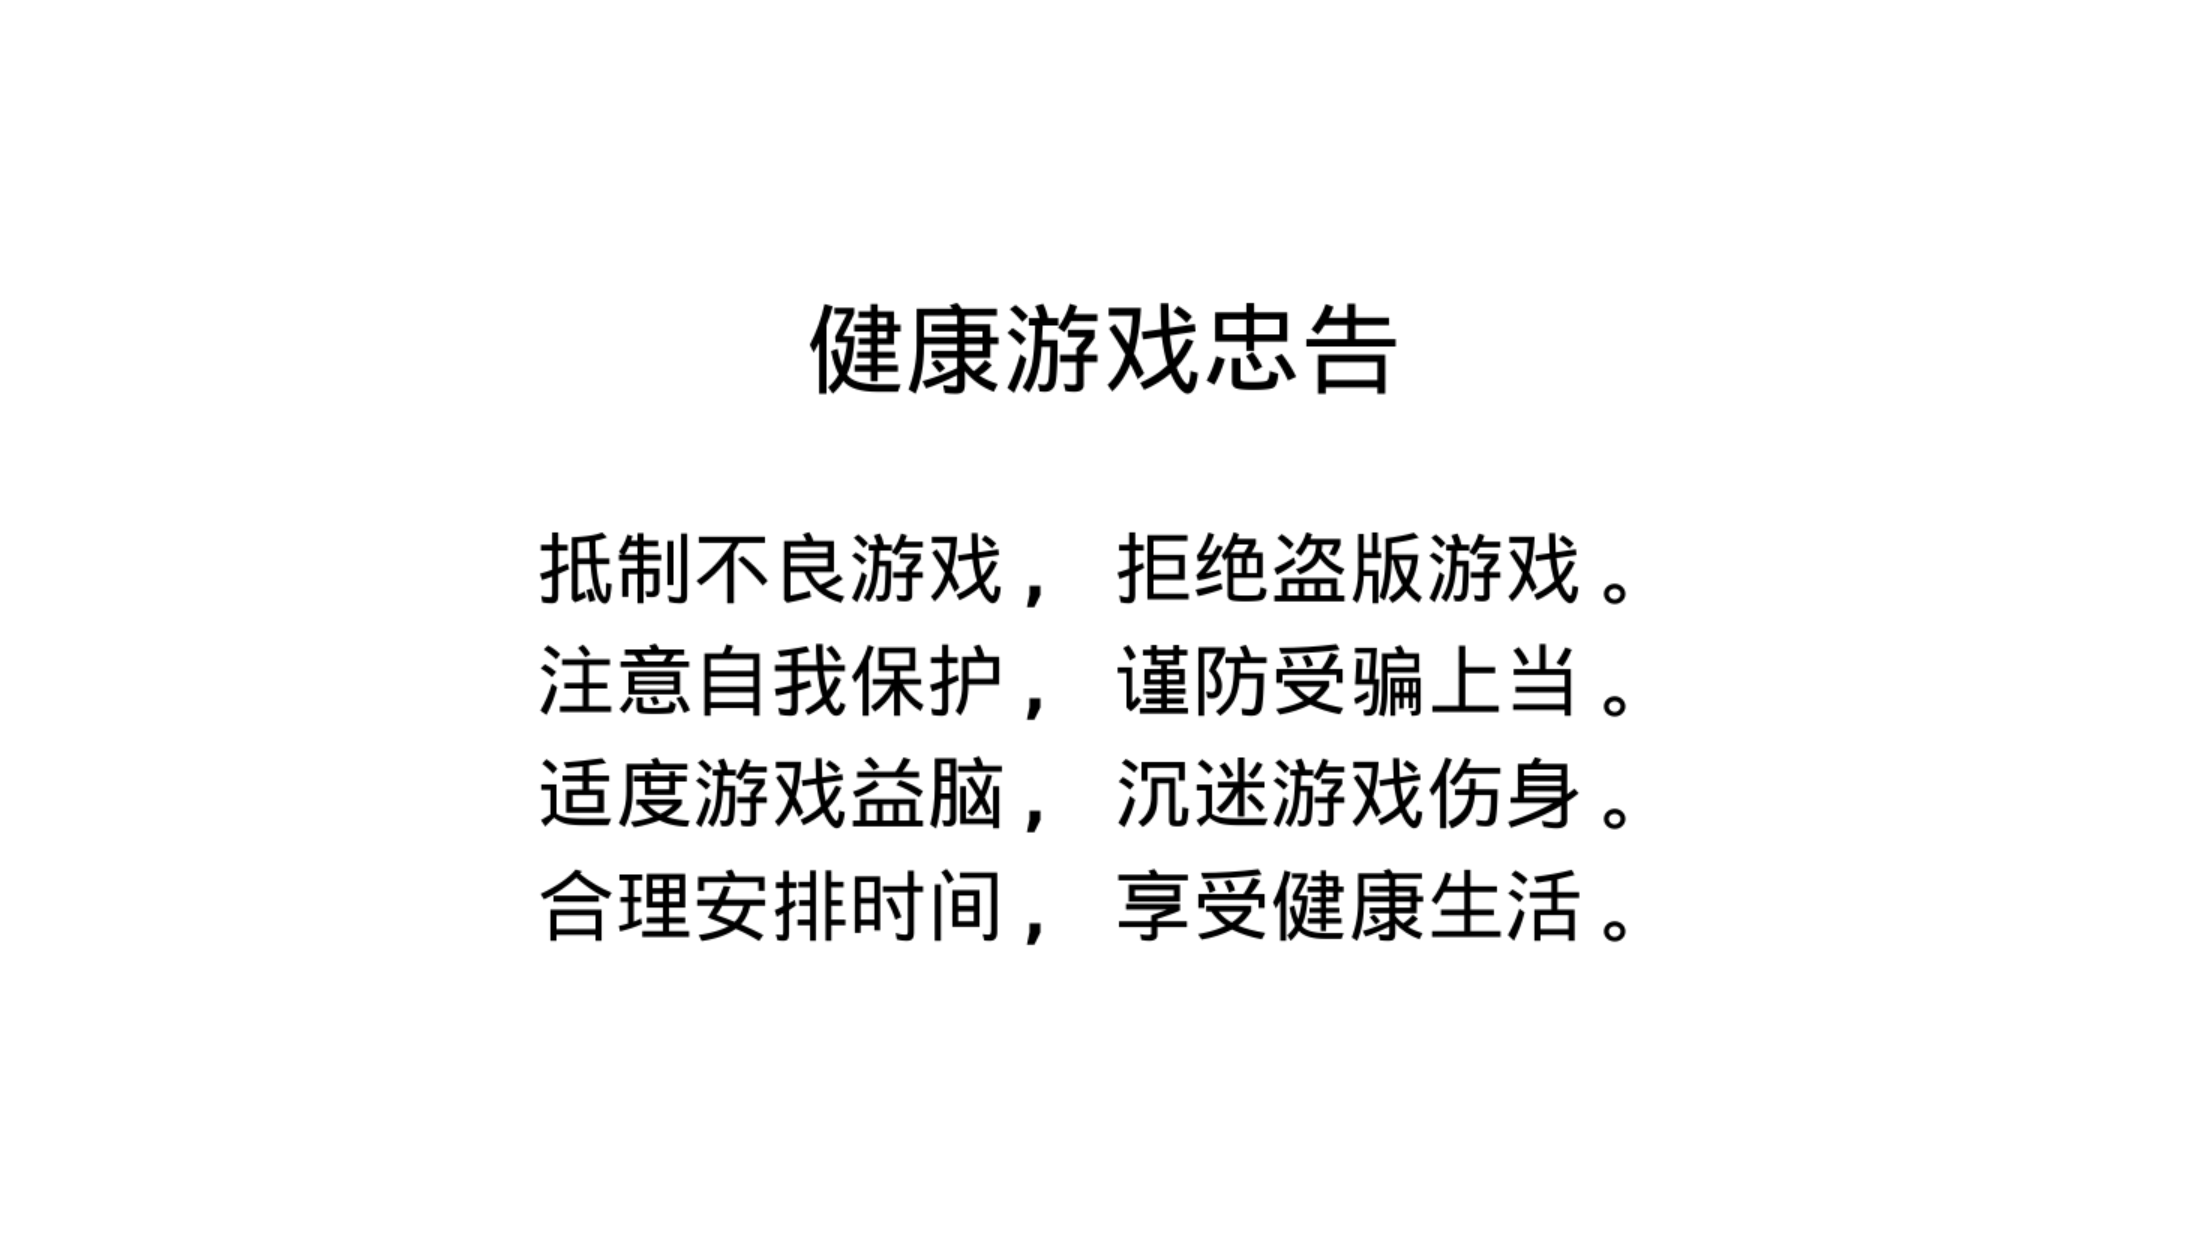 健康游戏忠告
抵制不良游戏， 拒绝盗版游戏。
注意自我保护， 谨防受骗上当。
适度游戏益脑， 沉迷游戏伤身。
合理安排时间， 享受健康生活。